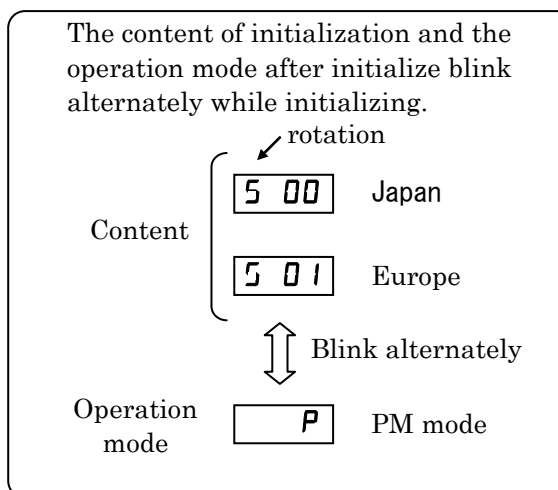 The content of initialization and the
operation mode after initialize blink
alternately while initializing.
rotation
5 00 Japan
Content
5 01 Europe
Blink alternately
Operation
mode
P PM mode